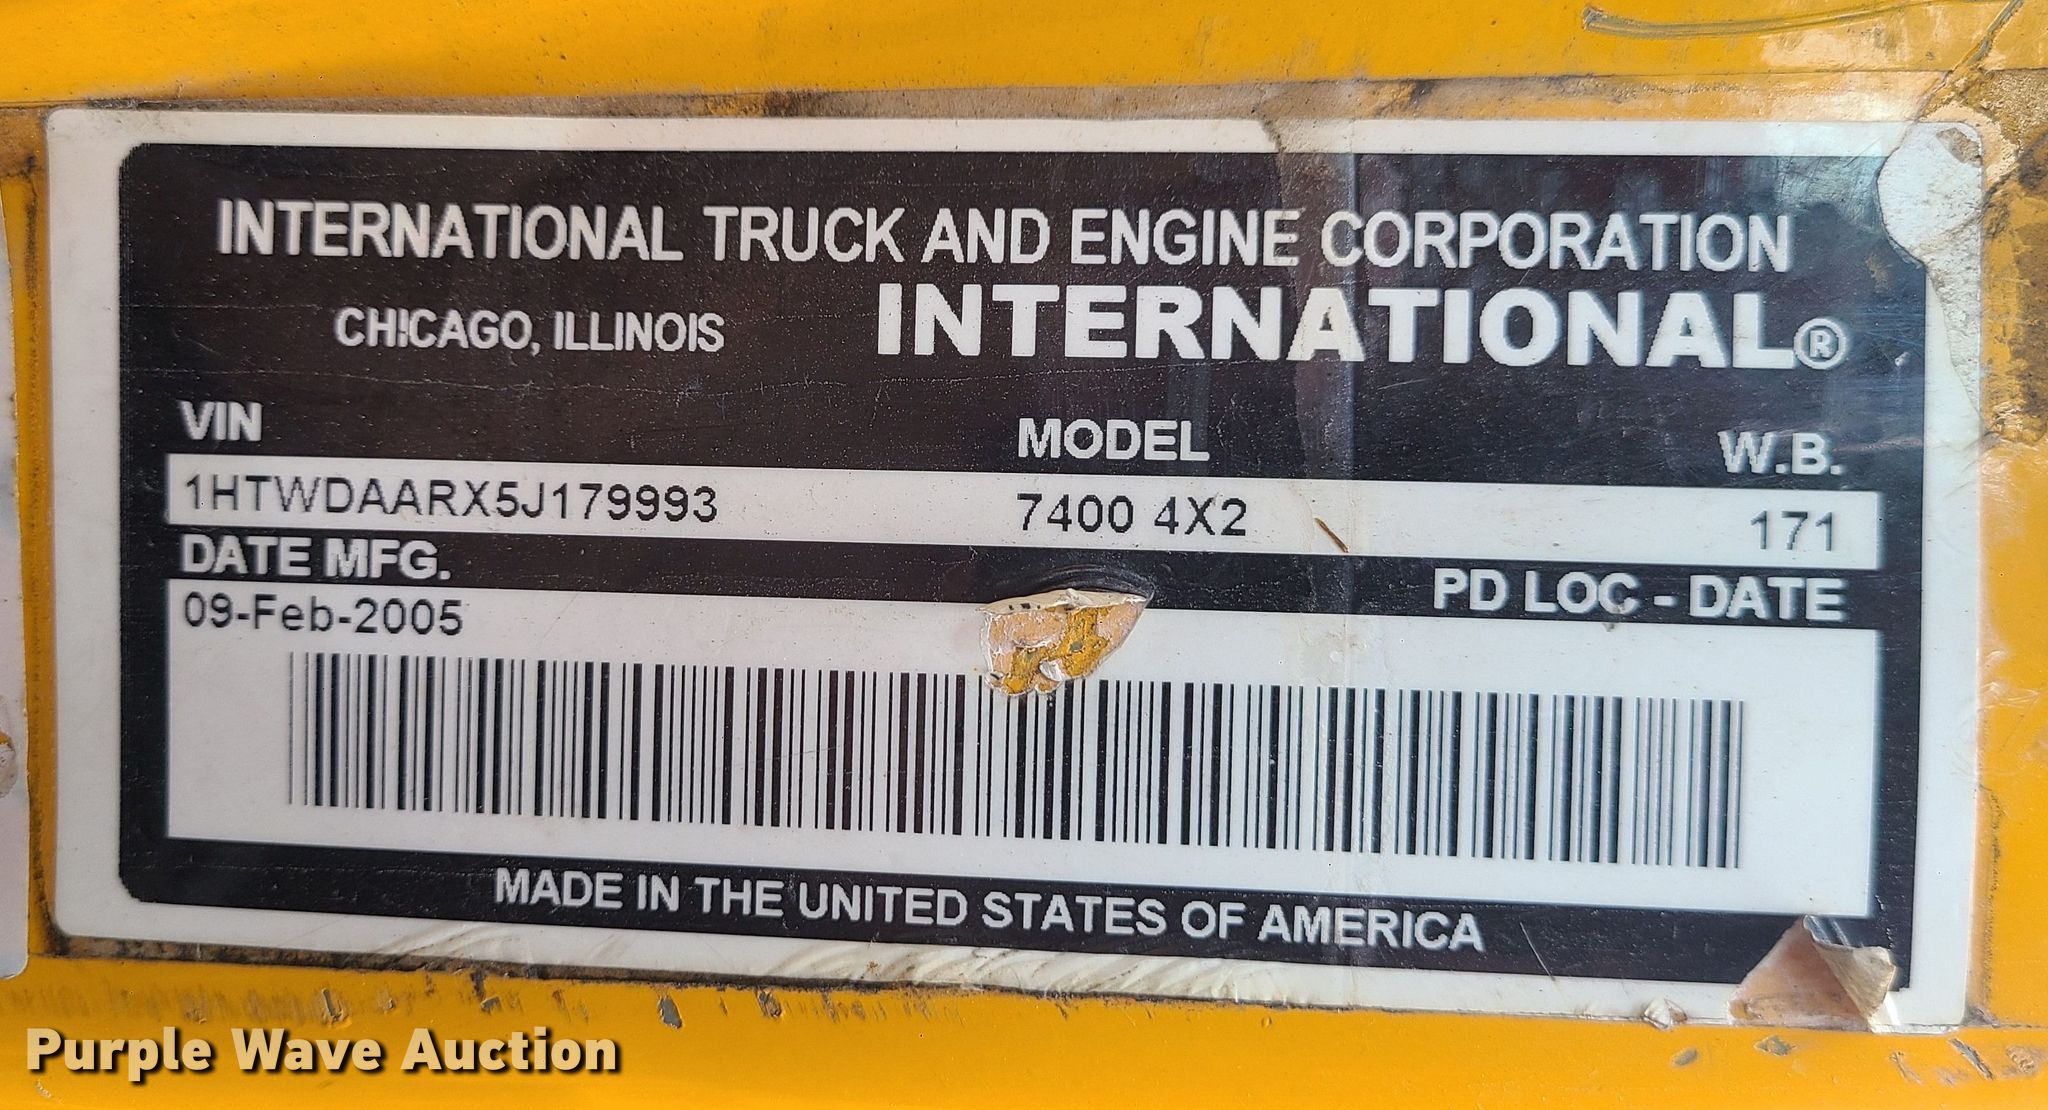 INTERNATIONAL TRUCK AND ENGINE CORPORATION
CHICAGO, ILLINOIS INTERNATIONAL®
VIN MODEL W.B.
1HTWDAARX5J179993 7400 4X2 171
DATE MFG. PD LOC - DATE
09-Feb-2005
MADE IN THE UNITED STATES OF AMERICA
Purple Wave Auction